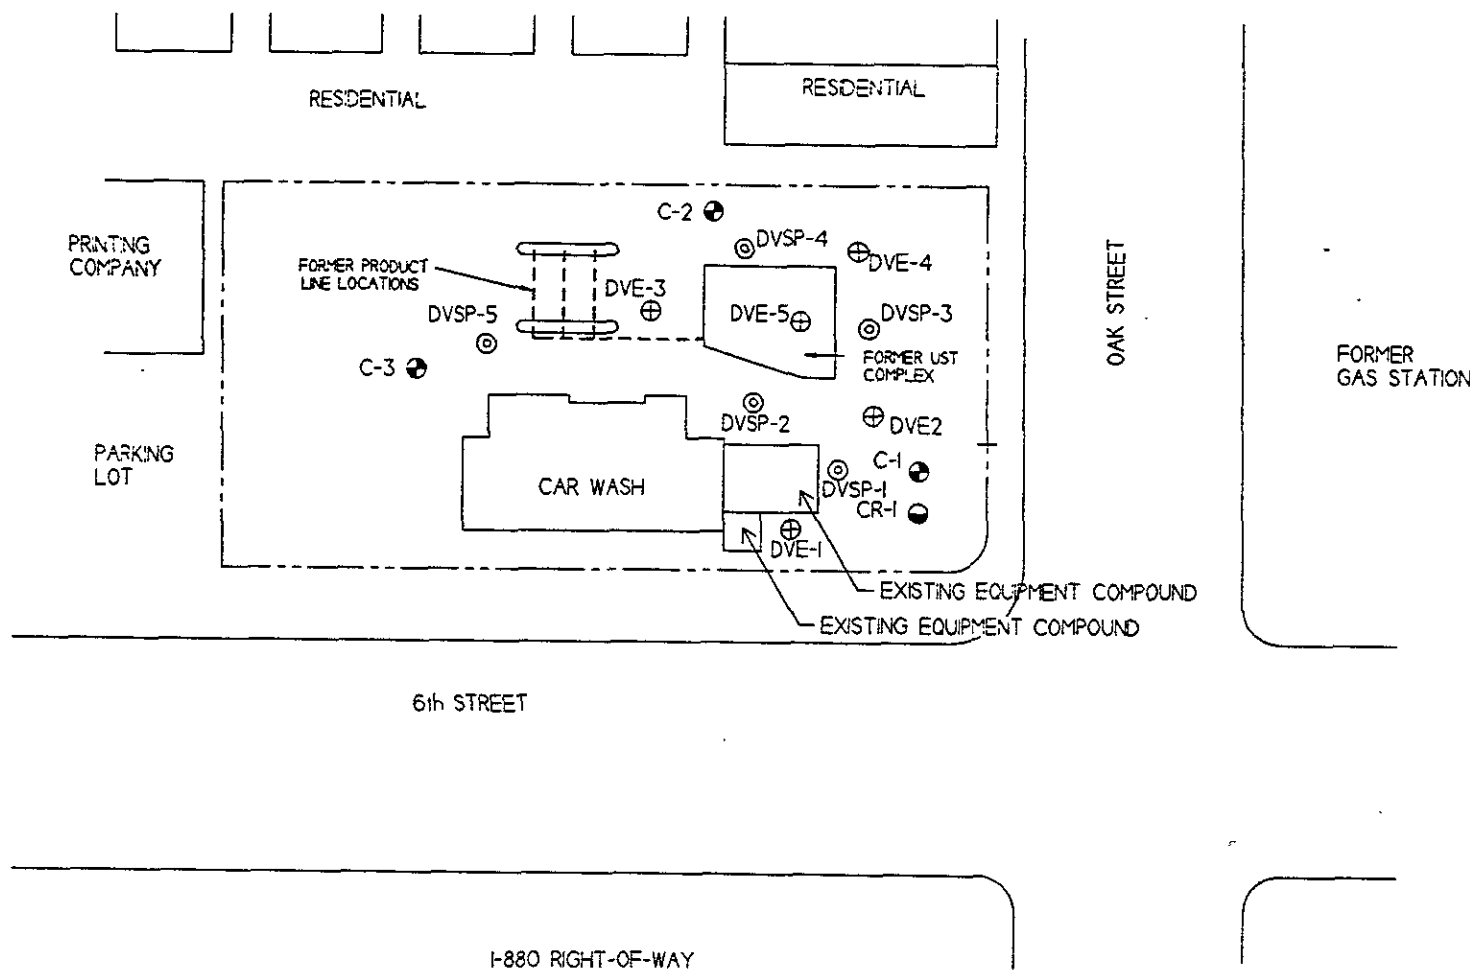 RESIDENTIAL
RESIDENTIAL
PRINTING
COMPANY
C-2
DVSP-4
DVE-4
FORMER PRODUCT
LINE LOCATIONS
DVE-3
DVSP-5
DVE-5
DVSP-3
OAK STREET
FORMER UST
COMPLEX
FORMER
GAS STATION
C-3
DVSP-2
DVE2
PARKING
LOT
CAR WASH
C-1
DVSP-1
CR-1
DVE-1
EXISTING EQUIPMENT COMPOUND
EXISTING EQUIPMENT COMPOUND
6th STREET
I-880 RIGHT-OF-WAY